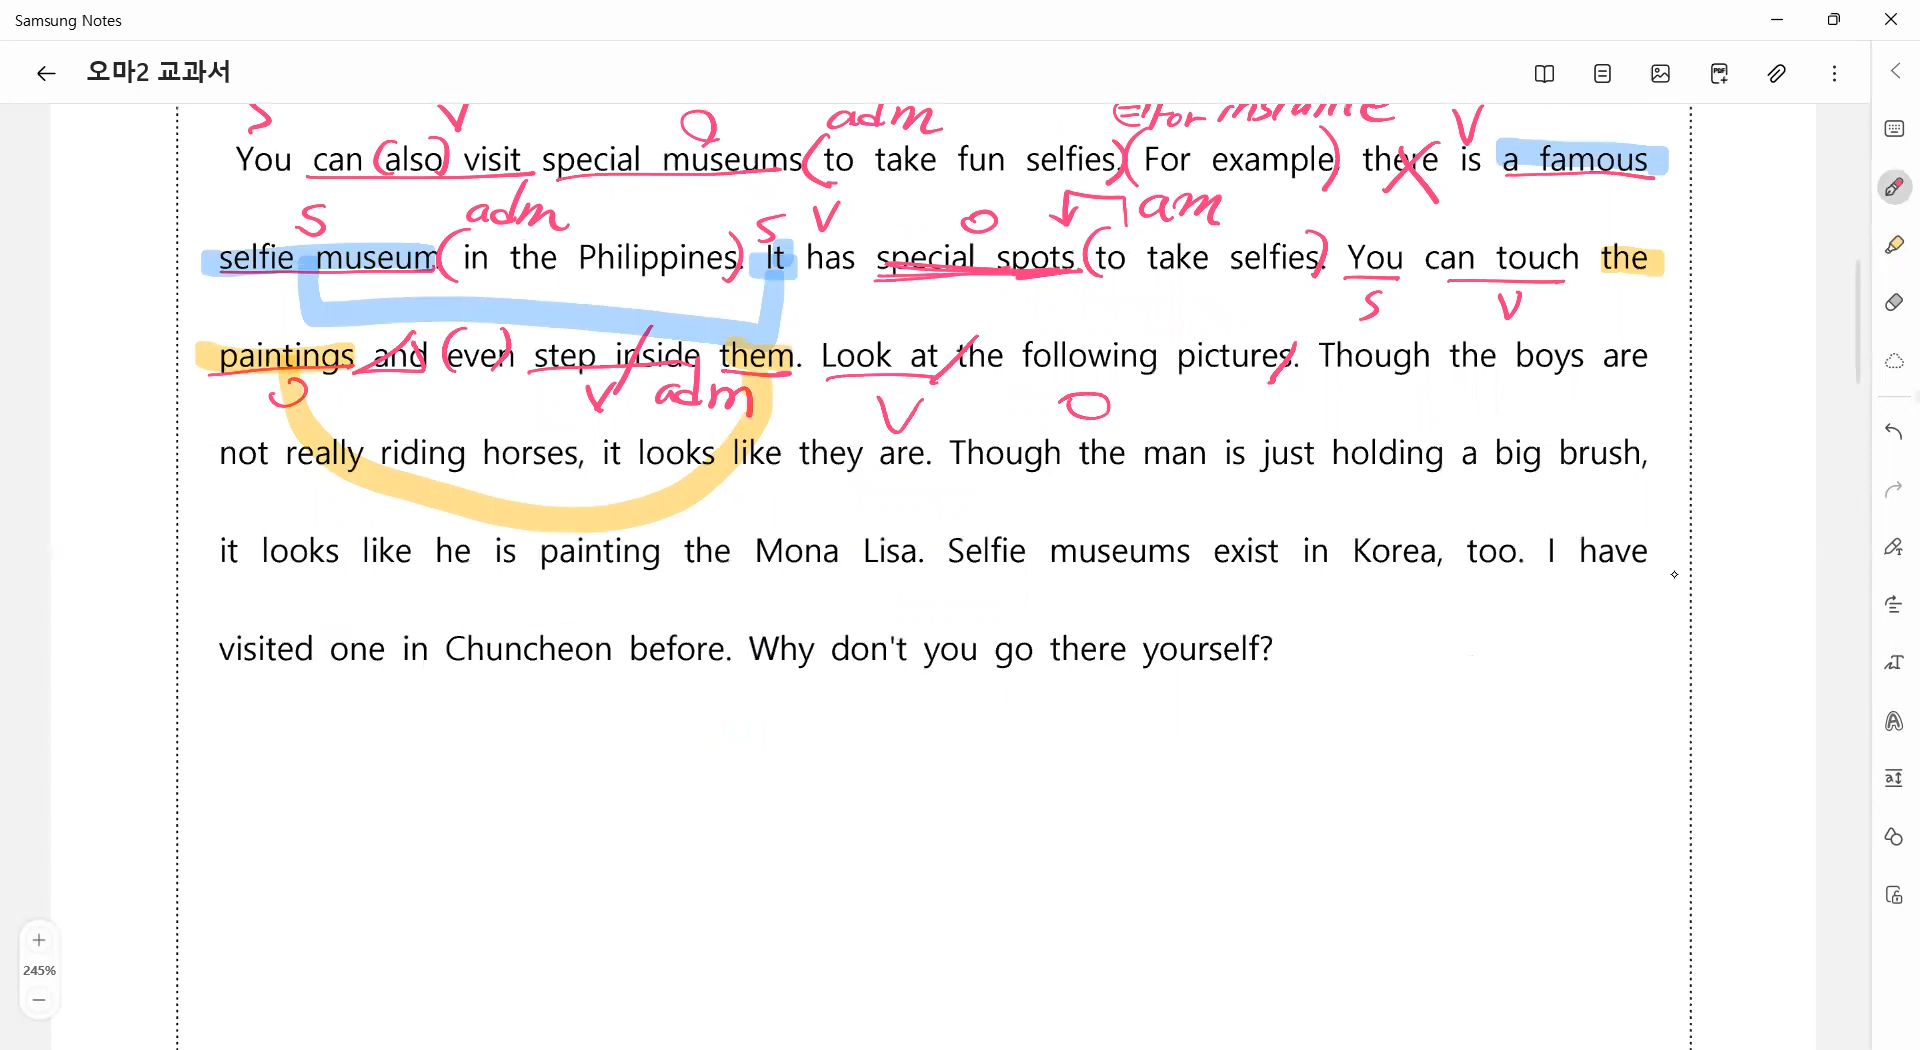 Samsung Notes
오마2 교과서
S V O adm = for instance V
You can (also) visit special museums (to take fun selfies.) (For example,) there is a famous
S adm S V O am
selfie museum (in the Philippines.) It has special spots (to take selfies). You can touch the
S V
paintings and (even) step inside them. Look at the following pictures. Though the boys are
O V adm V O
not really riding horses, it looks like they are. Though the man is just holding a big brush,
it looks like he is painting the Mona Lisa. Selfie museums exist in Korea, too. I have
visited one in Chuncheon before. Why don't you go there yourself?
245%